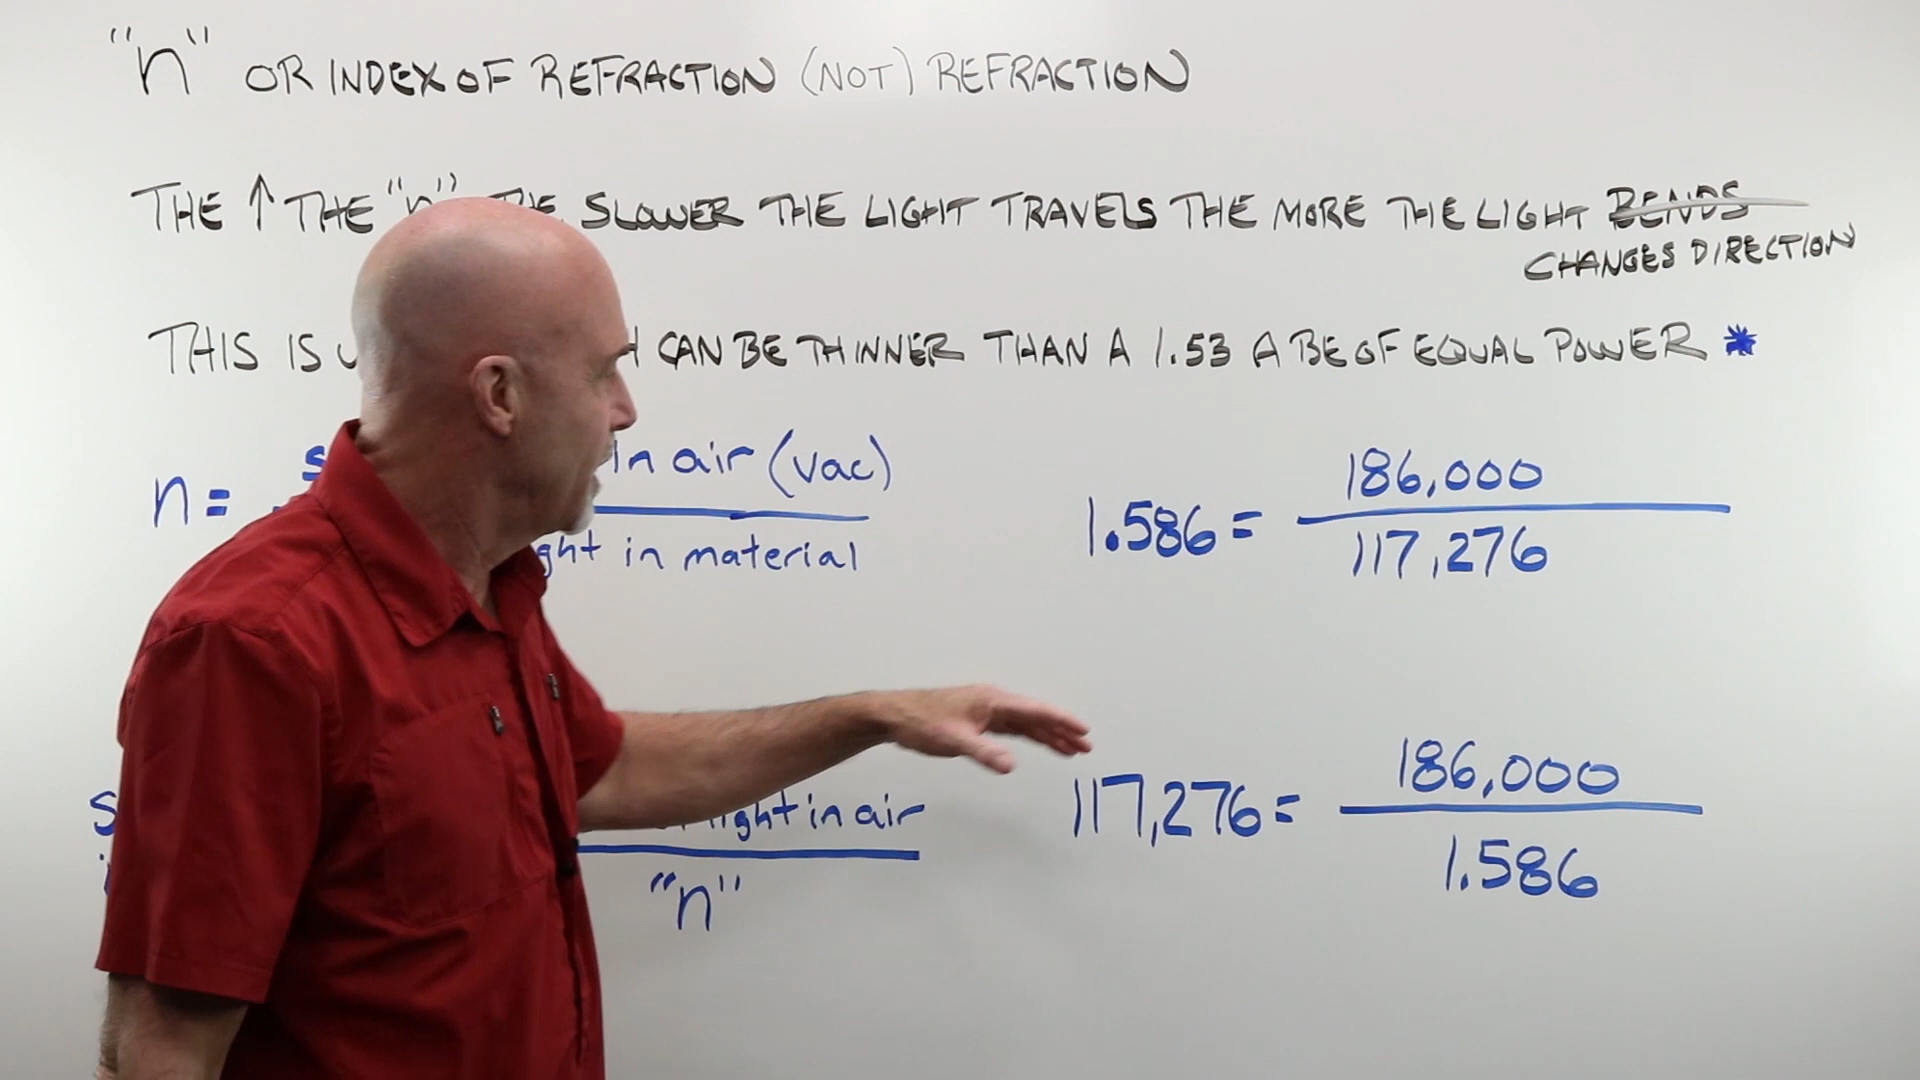 "n" OR INDEX OF REFRACTION (NOT) REFRACTION
THE ↑ THE "n" THE SLOWER THE LIGHT TRAVELS THE MORE THE LIGHT BENDS
CHANGES DIRECTION
THIS IS CAN BE THINNER THAN A 1.53 ABE OF EQUAL POWER *
n = in air (vac)
in material
1.586 = 186,000
117,276
light in air
"n"
117,276 = 186,000
1.586